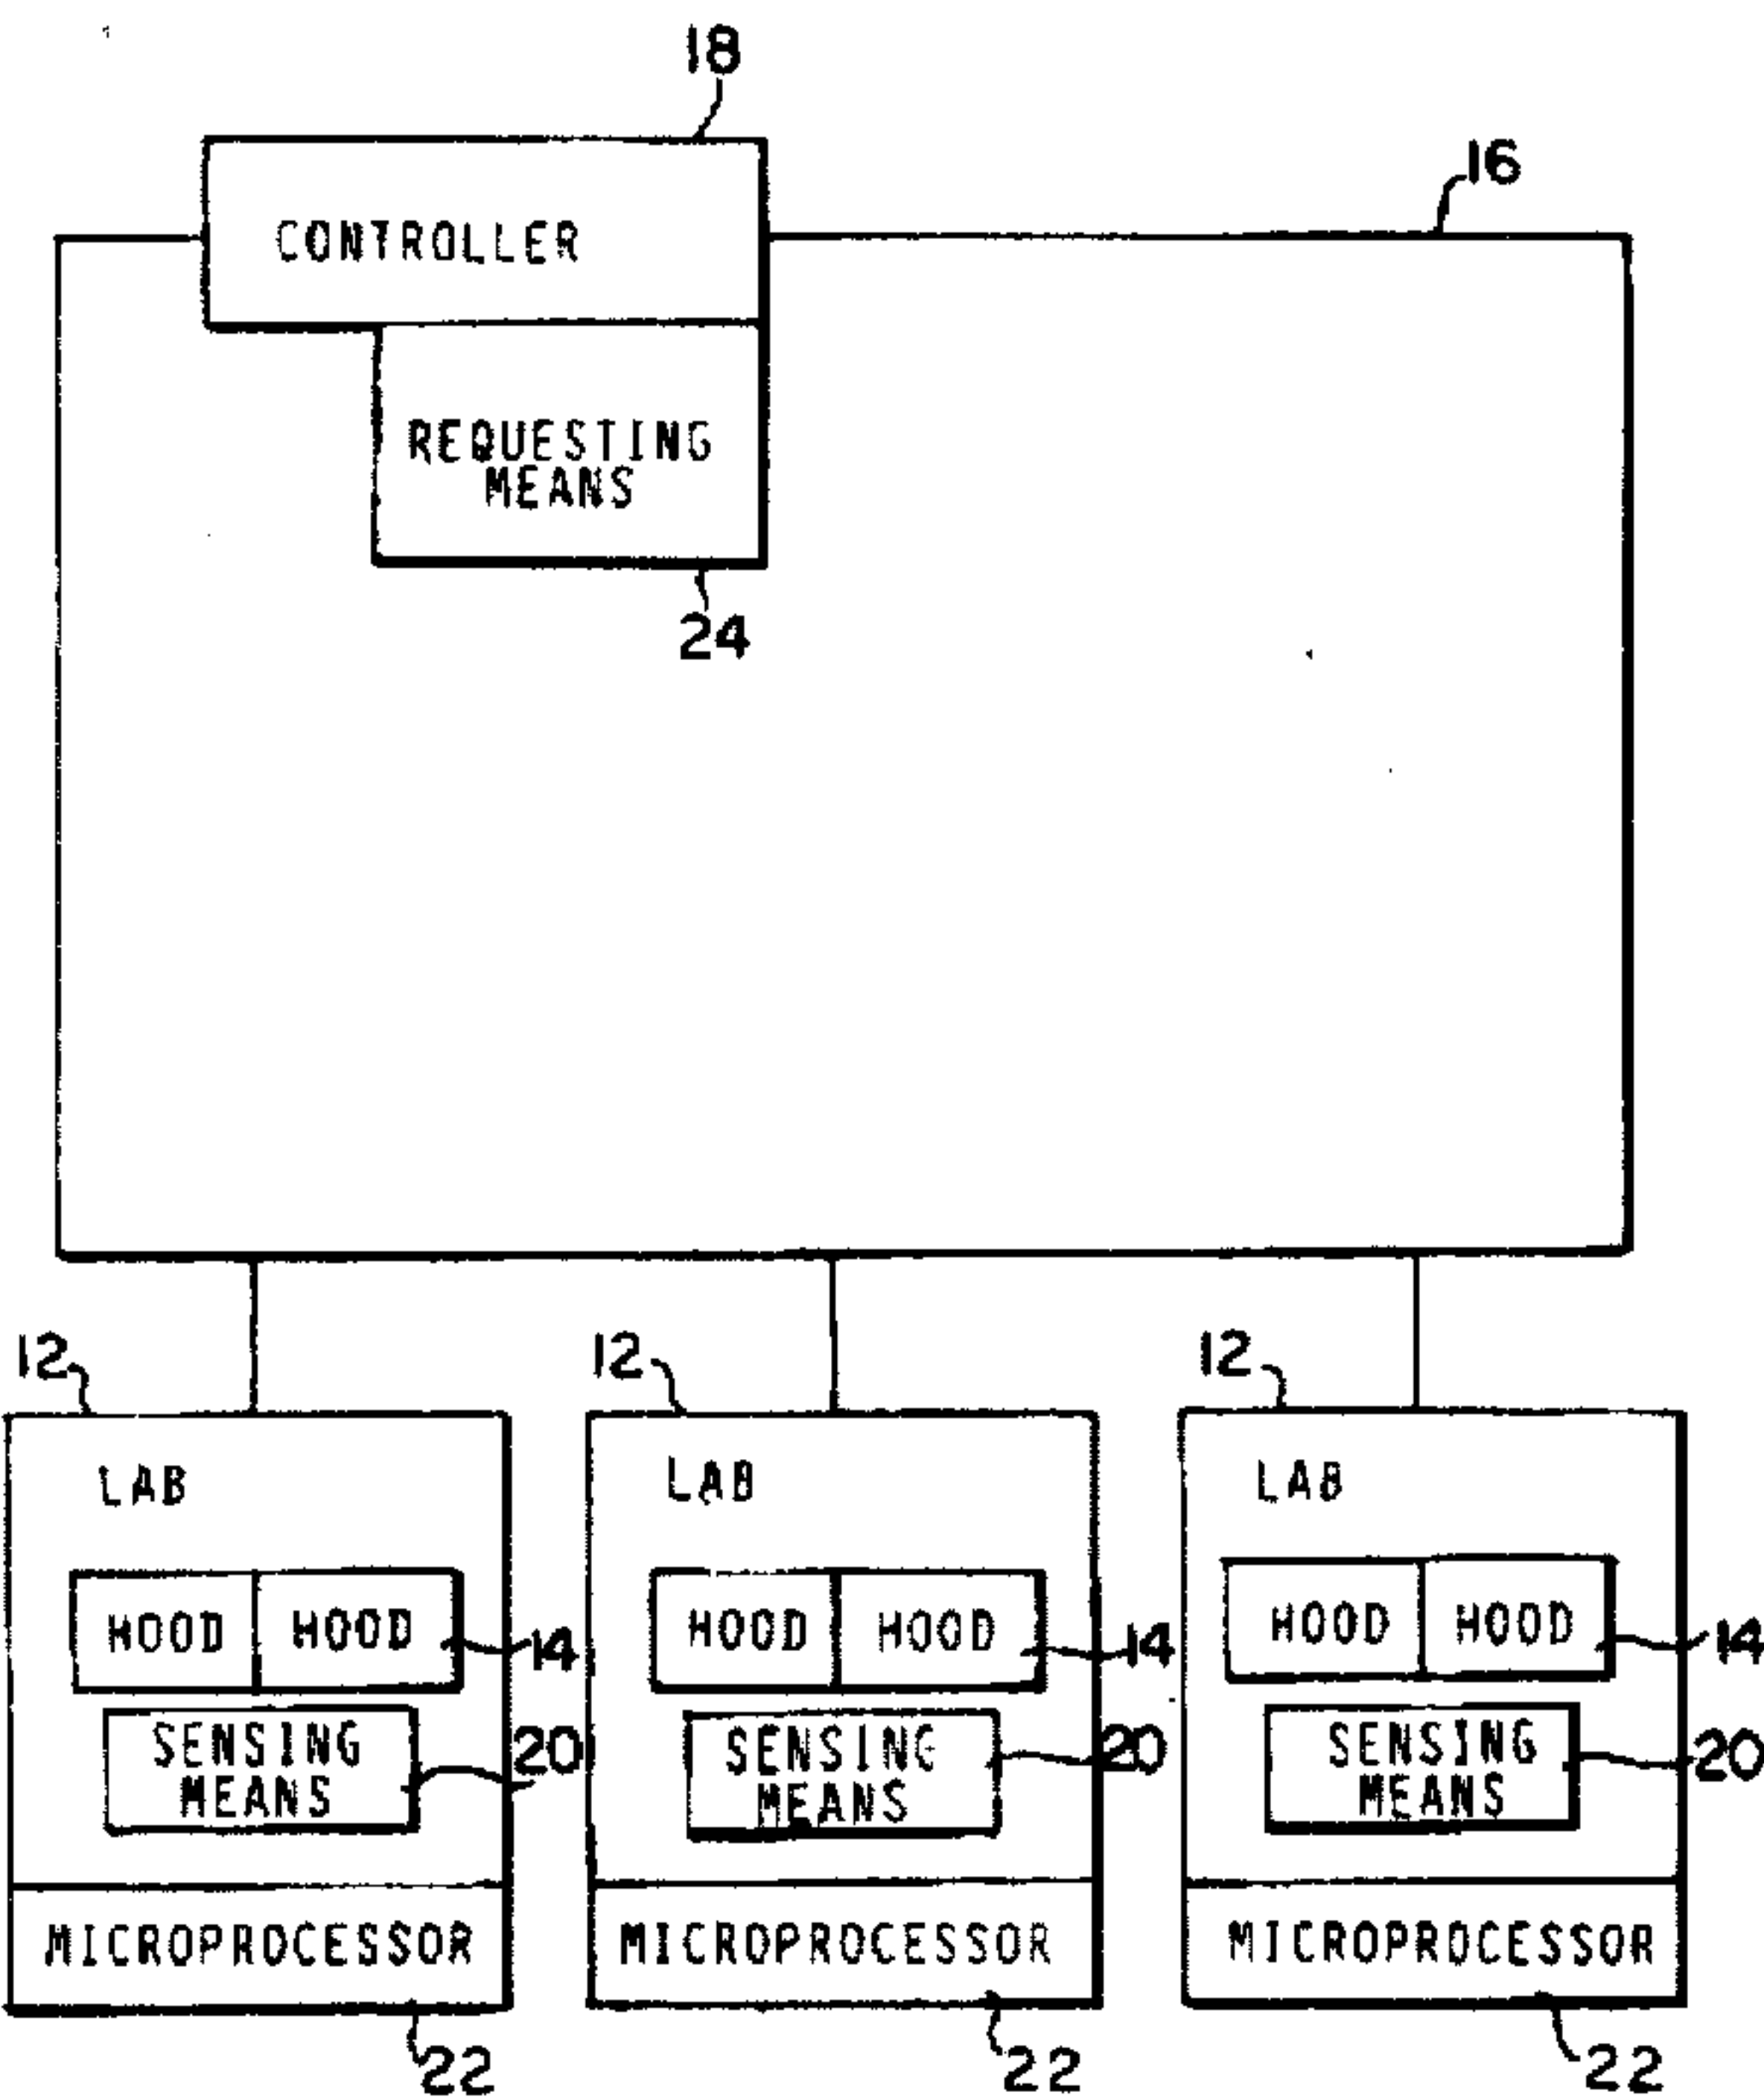 18
16
CONTROLLER
REQUESTING
MEANS
24
12
12
12
LAB
LAB
LAB
HOOD HOOD 14
HOOD HOOD 14
HOOD HOOD 14
SENSING
MEANS
20
SENSING
MEANS
20
SENSING
MEANS
20
MICROPROCESSOR
MICROPROCESSOR
MICROPROCESSOR
22
22
22